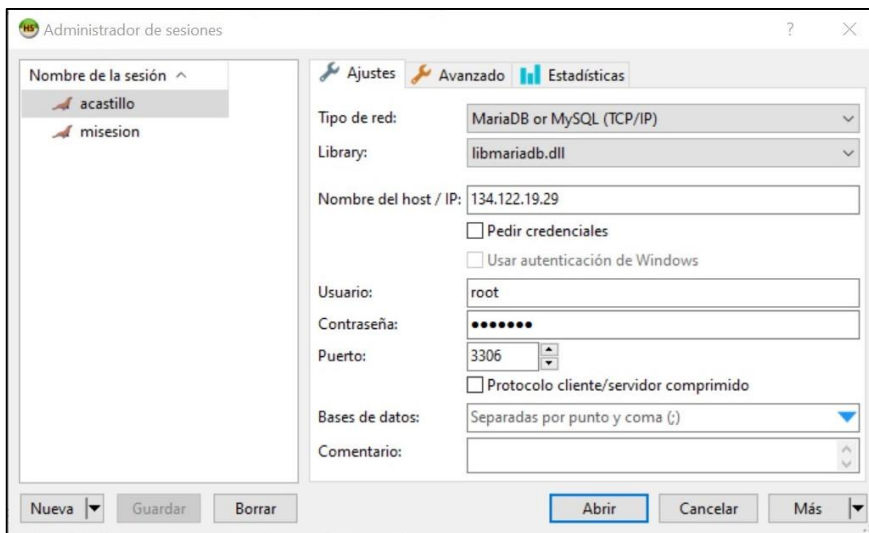 HS Administrador de sesiones ?
Nombre de la sesión
acastillo
misesion
Ajustes Avanzado Estadísticas
Tipo de red: MariaDB or MySQL (TCP/IP)
Library: libmariadb.dll
Nombre del host / IP: 134.122.19.29
Pedir credenciales
Usar autenticación de Windows
Usuario: root
Contraseña: •••••••
Puerto: 3306
Protocolo cliente/servidor comprimido
Bases de datos: Separadas por punto y coma (;)
Comentario:
Nueva Guardar Borrar Abrir Cancelar Más